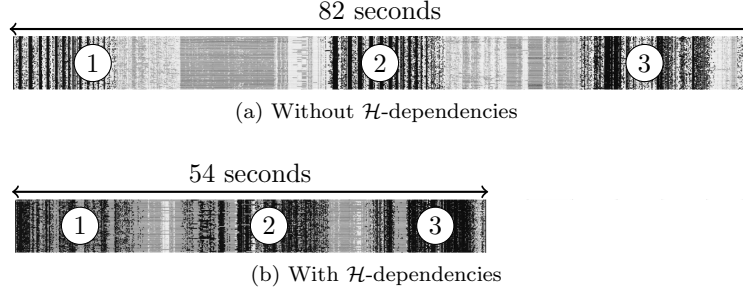 82 seconds
1 2 3
(a) Without ℋ-dependencies
54 seconds
1 2 3
(b) With ℋ-dependencies